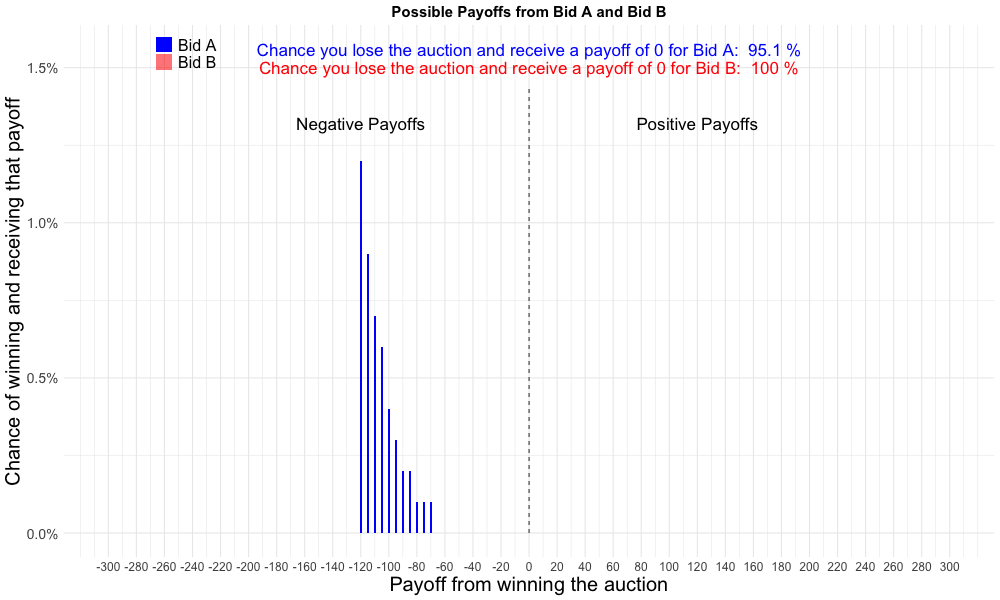 Possible Payoffs from Bid A and Bid B
Bid A
Bid B
Chance you lose the auction and receive a payoff of 0 for Bid A:  95.1 %
Chance you lose the auction and receive a payoff of 0 for Bid B:  100 %
Negative Payoffs
Positive Payoffs
Chance of winning and receiving that payoff
1.5%
1.0%
0.5%
0.0%
-300 -280 -260 -240 -220 -200 -180 -160 -140 -120 -100 -80 -60 -40 -20 0 20 40 60 80 100 120 140 160 180 200 220 240 260 280 300
Payoff from winning the auction